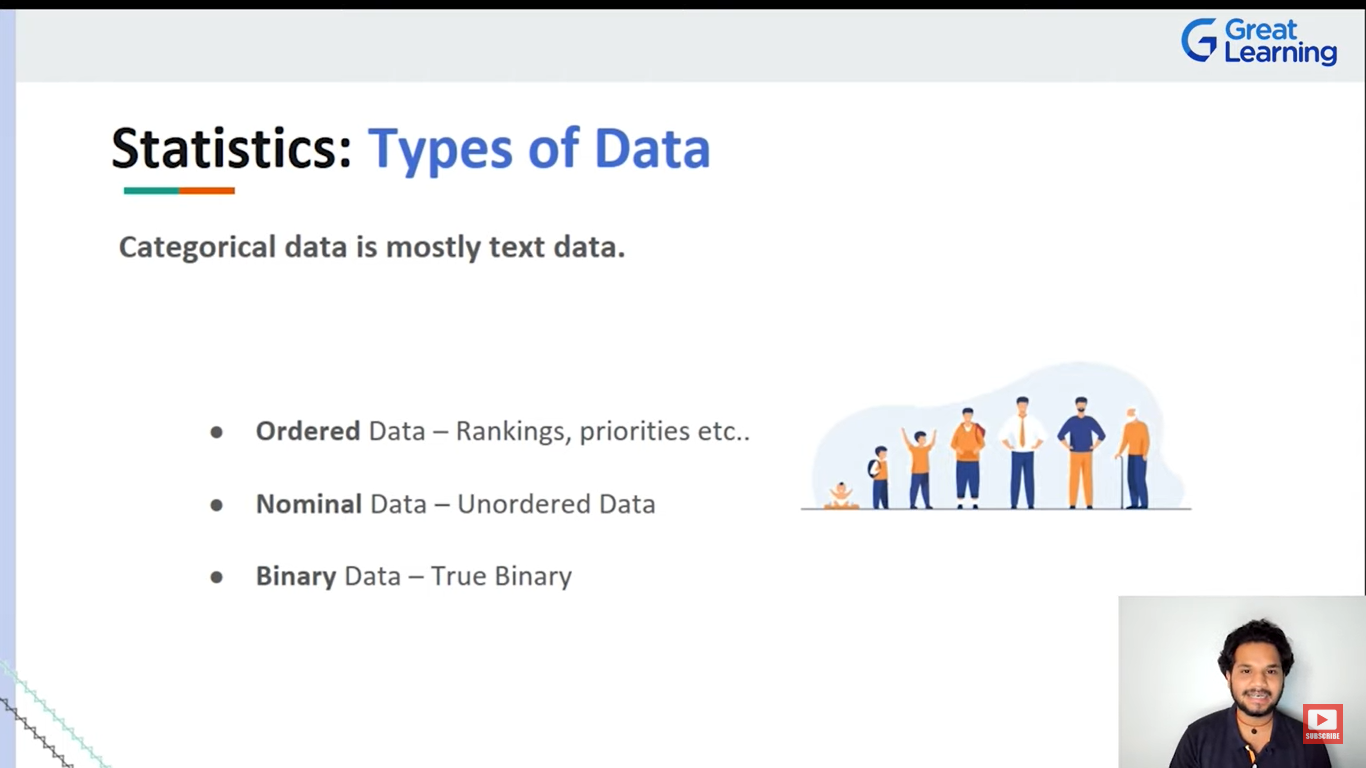 Great
Learning
Statistics: Types of Data
Categorical data is mostly text data.
● Ordered Data – Rankings, priorities etc..
● Nominal Data – Unordered Data
● Binary Data – True Binary
SUBSCRIBE